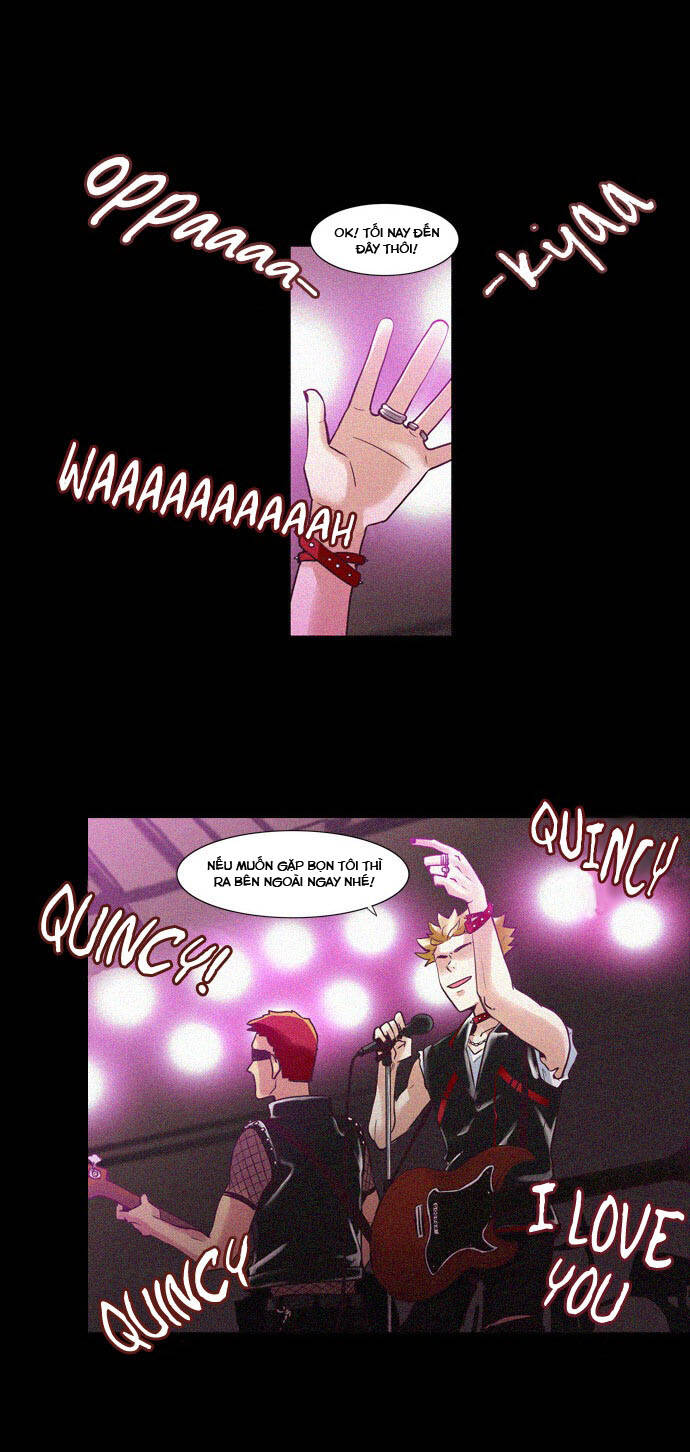 OPPAAAA-
OK! TỐI NAY ĐẾN
ĐÂY THÔI!
-KIYAA
WAAAAAAAAAAAH
QUINCY
NẾU MUỐN GẶP BỌN TÔI THÌ
RA BÊN NGOÀI NGAY NHÉ!
QUINCY!
I LOVE
YOU
QUINCY